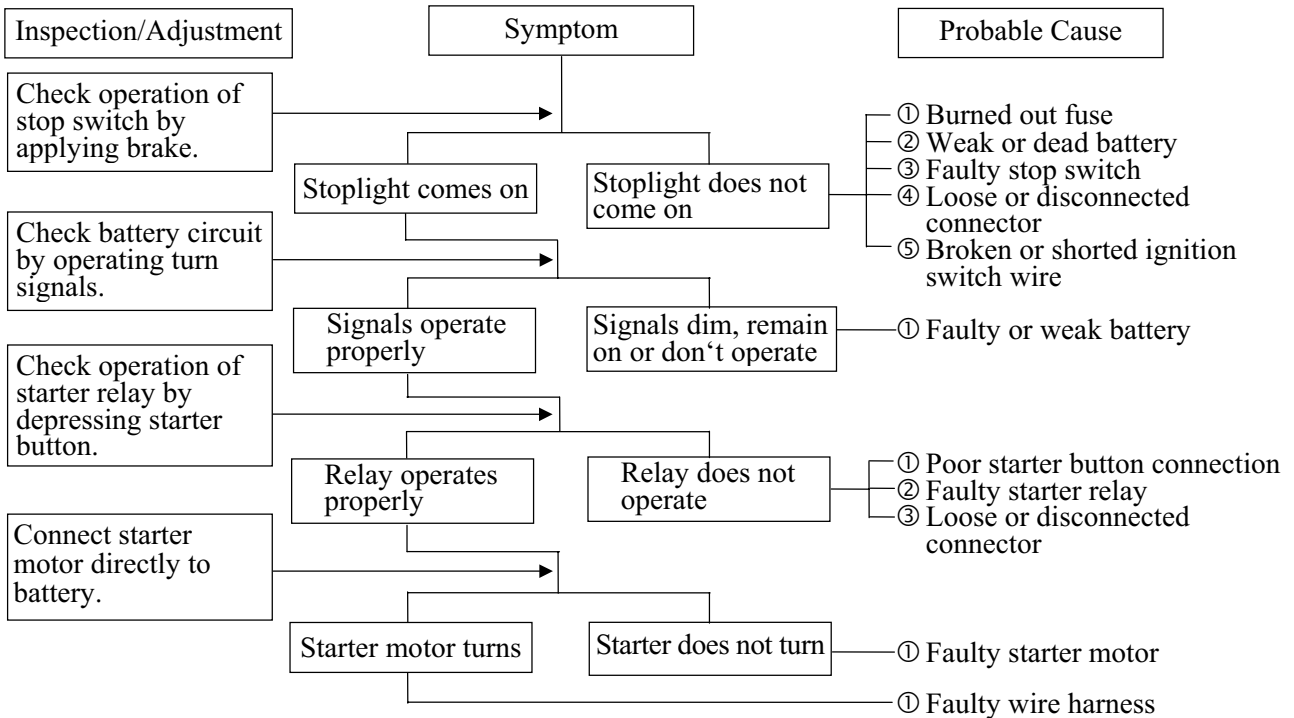 Inspection/Adjustment
Symptom
Probable Cause
Check operation of
stop switch by
applying brake.
Stoplight comes on
Stoplight does not
come on
① Burned out fuse
② Weak or dead battery
③ Faulty stop switch
④ Loose or disconnected
connector
⑤ Broken or shorted ignition
switch wire
Check battery circuit
by operating turn
signals.
Signals operate
properly
Signals dim, remain
on or don‘t operate
① Faulty or weak battery
Check operation of
starter relay by
depressing starter
button.
Relay operates
properly
Relay does not
operate
① Poor starter button connection
② Faulty starter relay
③ Loose or disconnected
connector
Connect starter
motor directly to
battery.
Starter motor turns
Starter does not turn
① Faulty starter motor
① Faulty wire harness